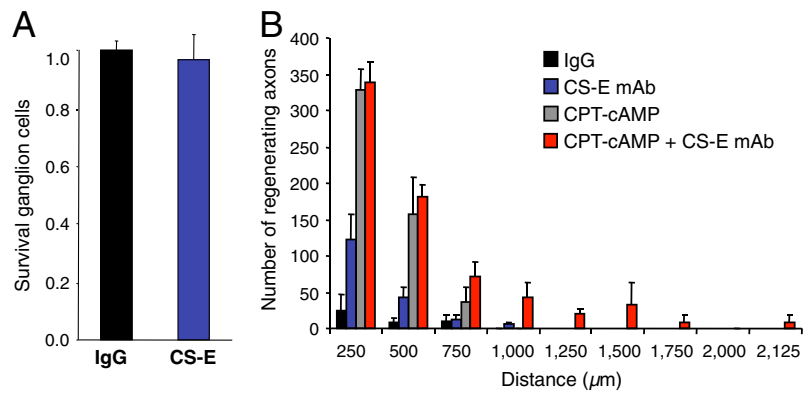 A
Survival ganglion cells
1.0
0.8
0.6
0.4
0.2
0.0
IgG CS-E
B
Number of regenerating axons
400
350
300
250
200
150
100
50
0
IgG
CS-E mAb
CPT-cAMP
CPT-cAMP + CS-E mAb
250 500 750 1,000 1,250 1,500 1,750 2,000 2,125
Distance (µm)